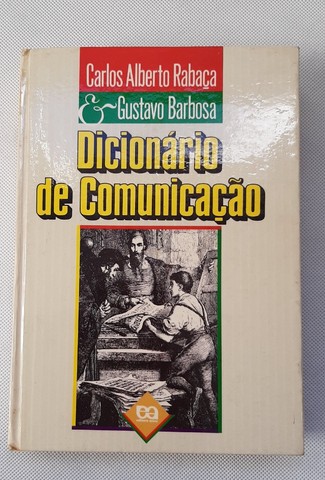 Carlos Alberto Rabaça
& Gustavo Barbosa
Dicionário
de Comunicação